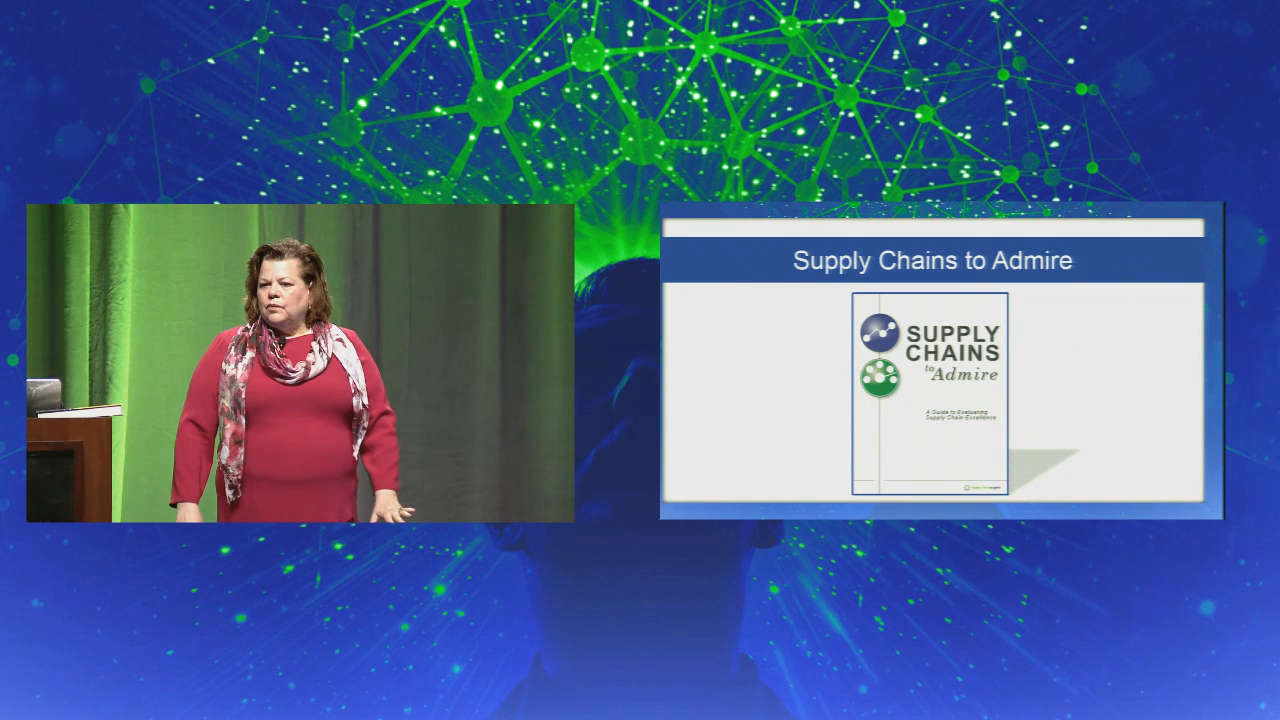 Supply Chains to Admire
SUPPLY
CHAINS
to Admire
A Guide to Evaluating
Supply Chain Excellence